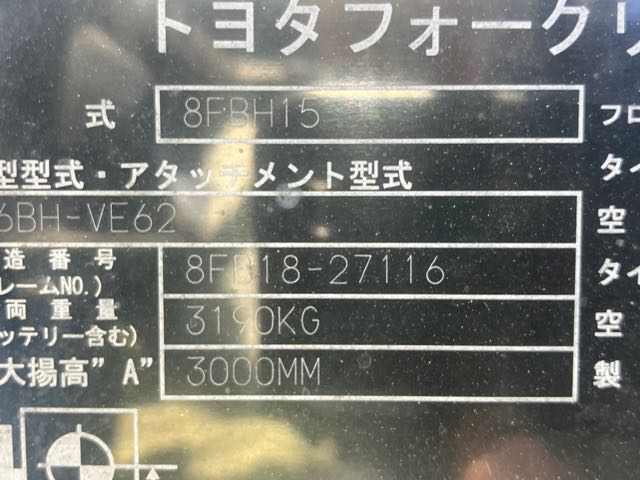 トヨタフォークリ
式 8FBH15 フロ
型型式・アタッチメント型式 タイ
6BH-VE62 空
造番号 8FB18-27116 タイ
レームNO.)
両重量 3190KG 空
ッテリー含む)
大揚高"A" 3000MM 製